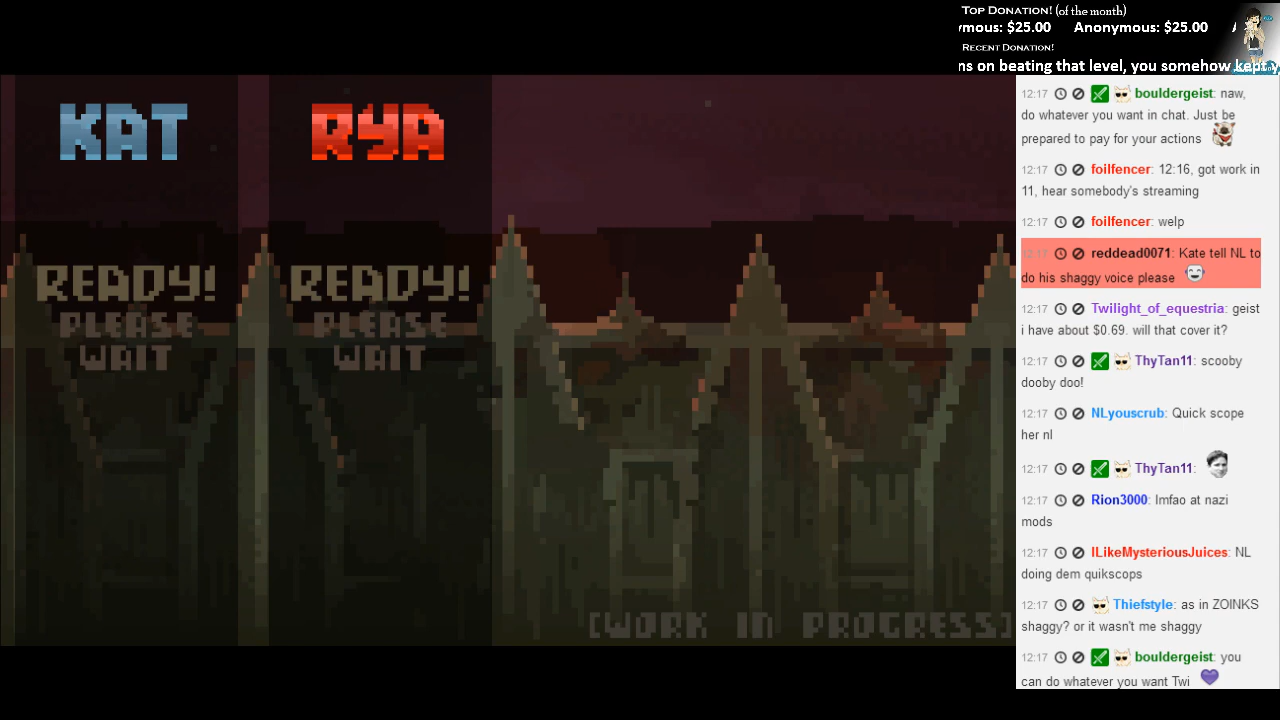 Top Donation! (of the month)
ymous: $25.00 Anonymous: $25.00
Recent Donation!
ns on beating that level, you somehow kept
KAT
RYA
READY!
PLEASE
WAIT
READY!
PLEASE
WAIT
[WORK IN PROGRESS]
12:17 bouldergeist: naw,
do whatever you want in chat. Just be
prepared to pay for your actions
12:17 foilfencer: 12:16, got work in
11, hear somebody's streaming
12:17 foilfencer: welp
12:17 reddead0071: Kate tell NL to
do his shaggy voice please
12:17 Twilight_of_equestria: geist
i have about $0.69. will that cover it?
12:17 ThyTan11: scooby
dooby doo!
12:17 NLyouscrub: Quick scope
her nl
12:17 ThyTan11:
12:17 Rion3000: lmfao at nazi
mods
12:17 ILikeMysteriousJuices: NL
doing dem quikscops
12:17 Thiefstyle: as in ZOINKS
shaggy? or it wasn't me shaggy
12:17 bouldergeist: you
can do whatever you want Twi